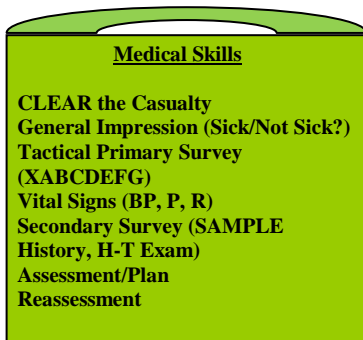 Medical Skills
CLEAR the Casualty
General Impression (Sick/Not Sick?)
Tactical Primary Survey
(XABCDEFG)
Vital Signs (BP, P, R)
Secondary Survey (SAMPLE
History, H-T Exam)
Assessment/Plan
Reassessment